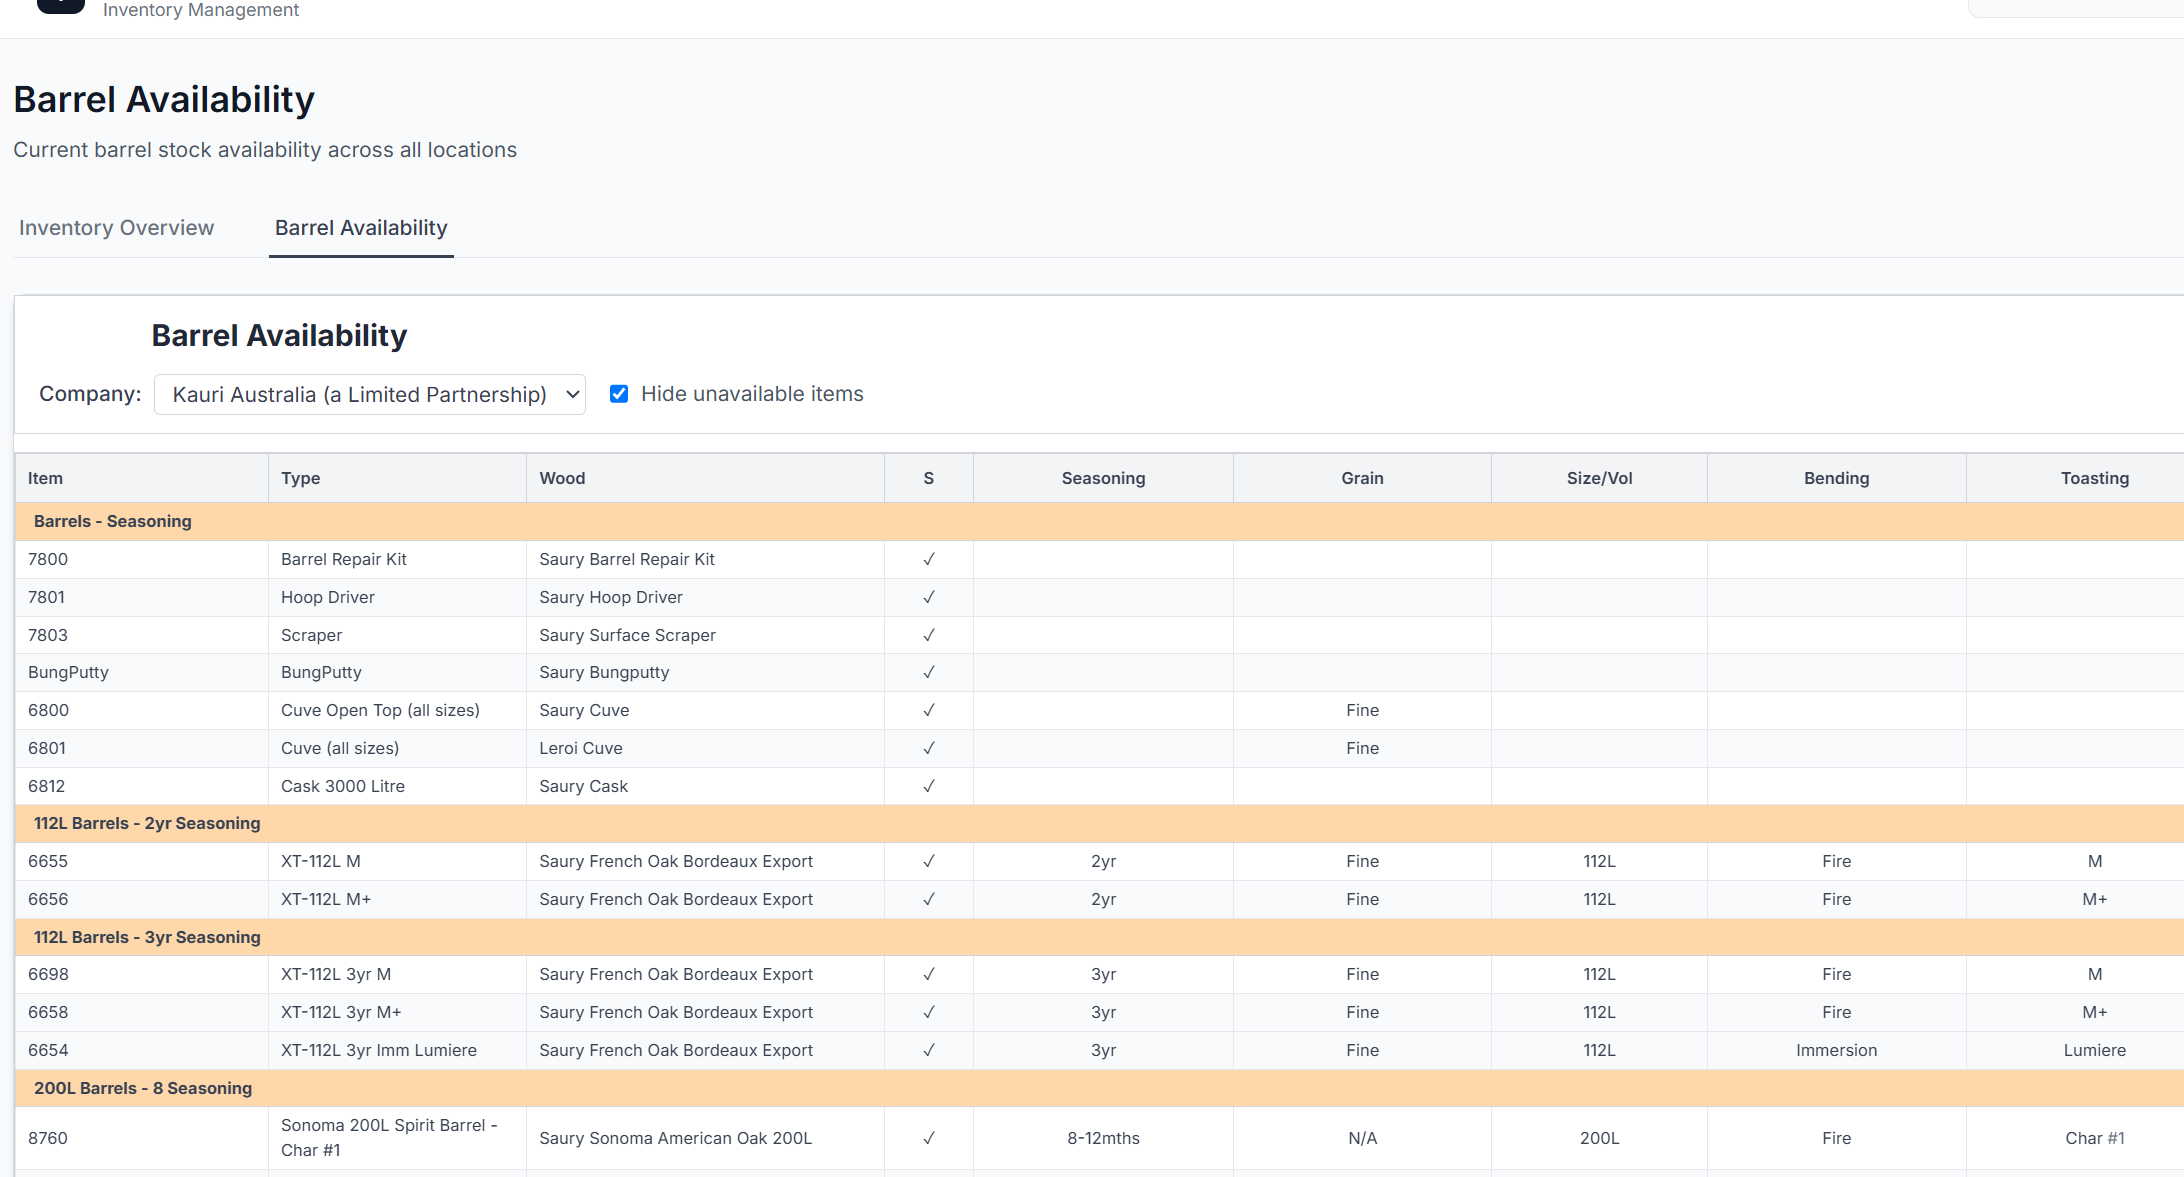 Inventory Management
Barrel Availability
Current barrel stock availability across all locations
Inventory Overview Barrel Availability
Barrel Availability
Company: Kauri Australia (a Limited Partnership) Hide unavailable items
Item Type Wood S Seasoning Grain Size/Vol Bending Toasting
Barrels - Seasoning
7800 Barrel Repair Kit Saury Barrel Repair Kit ✓
7801 Hoop Driver Saury Hoop Driver ✓
7803 Scraper Saury Surface Scraper ✓
BungPutty BungPutty Saury Bungputty ✓
6800 Cuve Open Top (all sizes) Saury Cuve ✓ Fine
6801 Cuve (all sizes) Leroi Cuve ✓ Fine
6812 Cask 3000 Litre Saury Cask ✓
112L Barrels - 2yr Seasoning
6655 XT-112L M Saury French Oak Bordeaux Export ✓ 2yr Fine 112L Fire M
6656 XT-112L M+ Saury French Oak Bordeaux Export ✓ 2yr Fine 112L Fire M+
112L Barrels - 3yr Seasoning
6698 XT-112L 3yr M Saury French Oak Bordeaux Export ✓ 3yr Fine 112L Fire M
6658 XT-112L 3yr M+ Saury French Oak Bordeaux Export ✓ 3yr Fine 112L Fire M+
6654 XT-112L 3yr Imm Lumiere Saury French Oak Bordeaux Export ✓ 3yr Fine 112L Immersion Lumiere
200L Barrels - 8 Seasoning
8760 Sonoma 200L Spirit Barrel - Saury Sonoma American Oak 200L ✓ 8-12mths N/A 200L Fire Char #1
Char #1